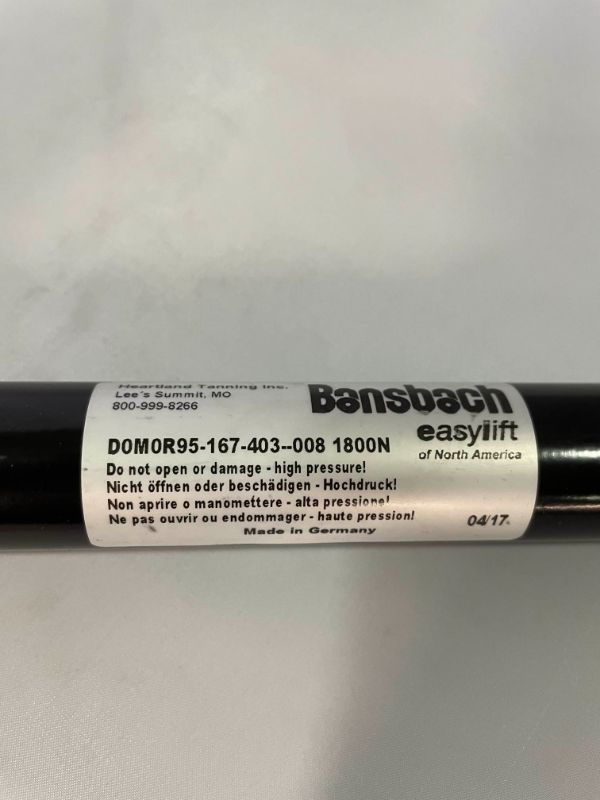 Heartland Tanning Inc.
Lee's Summit, MO
800-999-8266
Bansbach
easylift
of North America
D0M0R95-167-403--008 1800N
Do not open or damage - high pressure!
Nicht öffnen oder beschädigen - Hochdruck!
Non aprire o manomettere - alta pressione!
Ne pas ouvrir ou endommager - haute pression!
04/17
Made in Germany